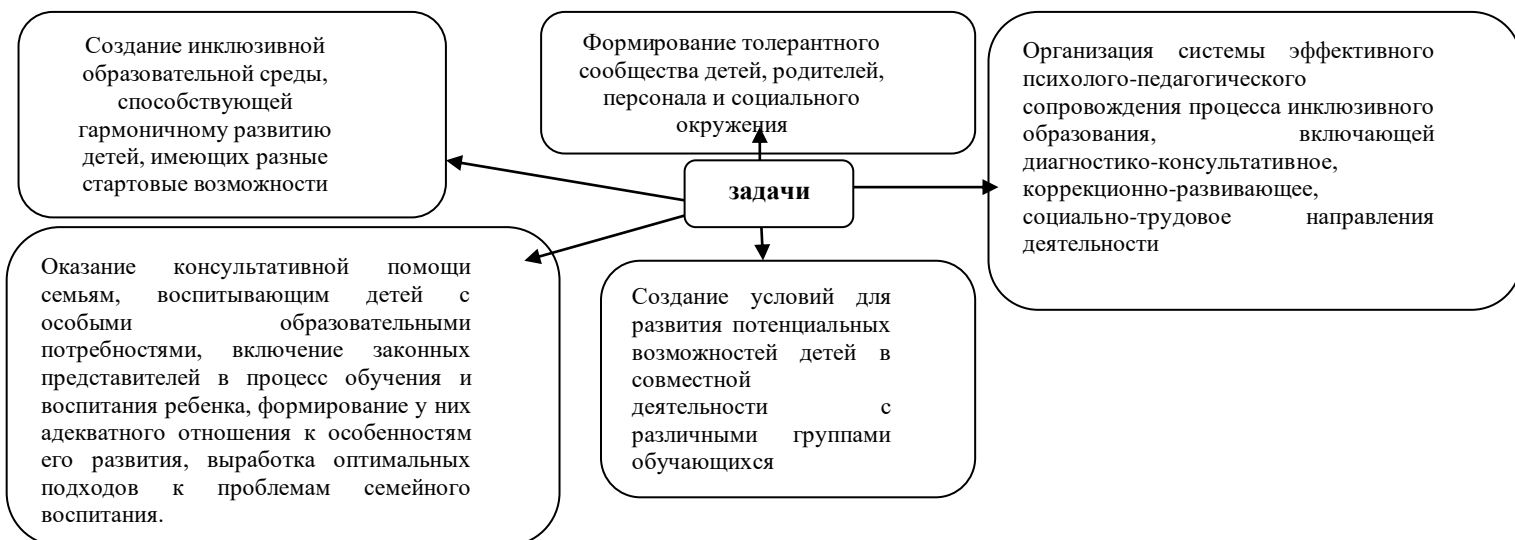 Создание инклюзивной
образовательной среды,
способствующей
гармоничному развитию
детей, имеющих разные
стартовые возможности
Формирование толерантного
сообщества детей, родителей,
персонала и социального
окружения
Организация системы эффективного
психолого-педагогического
сопровождения процесса инклюзивного
образования, включающей
диагностико-консультативное,
коррекционно-развивающее,
социально-трудовое направления
деятельности
задачи
Оказание консультативной помощи
семьям, воспитывающим детей с
особыми образовательными
потребностями, включение законных
представителей в процесс обучения и
воспитания ребенка, формирование у них
адекватного отношения к особенностям
его развития, выработка оптимальных
подходов к проблемам семейного
воспитания.
Создание условий для
развития потенциальных
возможностей детей в
совместной
деятельности с
различными группами
обучающихся